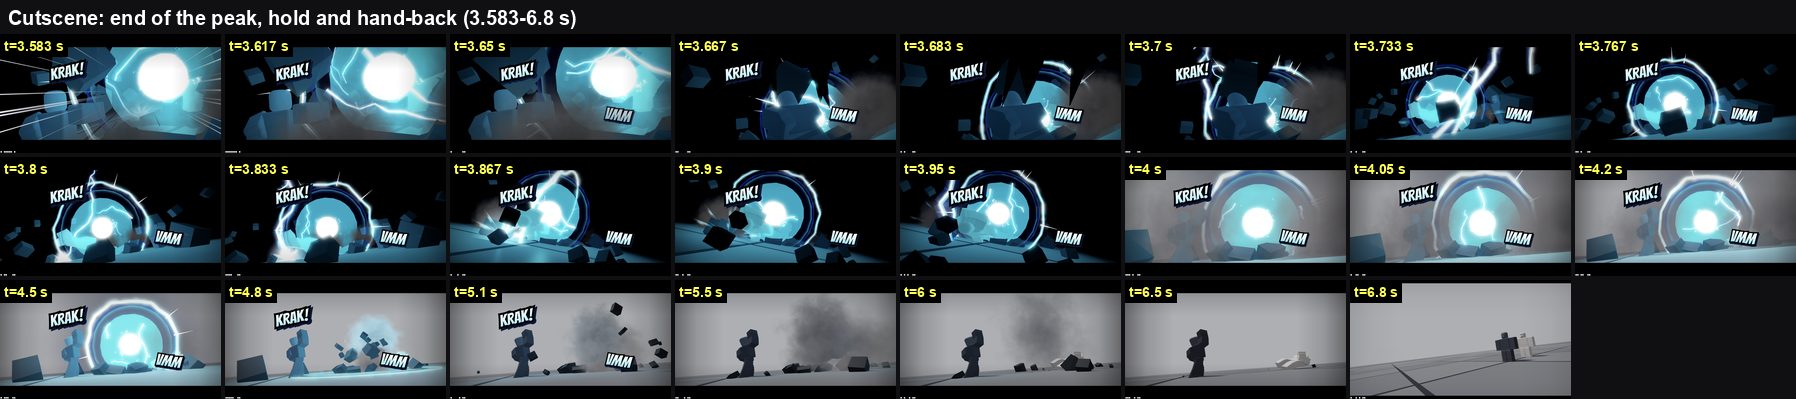 Cutscene: end of the peak, hold and hand-back (3.583-6.8 s)
t=3.583 s
KRAK!
t=3.617 s
KRAK!
t=3.65 s
KRAK!
VMM
t=3.667 s
KRAK!
VMM
t=3.683 s
KRAK!
VMM
t=3.7 s
KRAK!
VMM
t=3.733 s
KRAK!
VMM
t=3.767 s
KRAK!
VMM
t=3.8 s
KRAK!
VMM
t=3.833 s
KRAK!
VMM
t=3.867 s
KRAK!
VMM
t=3.9 s
KRAK!
VMM
t=3.95 s
KRAK!
VMM
t=4 s
KRAK!
VMM
t=4.05 s
KRAK!
VMM
t=4.2 s
KRAK!
VMM
t=4.5 s
KRAK!
VMM
t=4.8 s
KRAK!
VMM
t=5.1 s
KRAK!
VMM
t=5.5 s
t=6 s
t=6.5 s
t=6.8 s